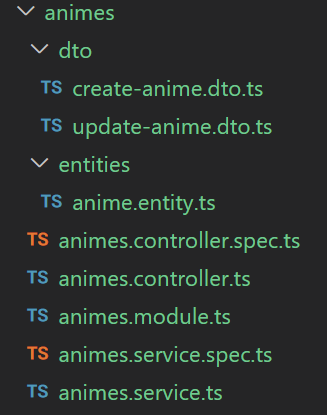 animes
dto
TS create-anime.dto.ts
TS update-anime.dto.ts
entities
TS anime.entity.ts
TS animes.controller.spec.ts
TS animes.controller.ts
TS animes.module.ts
TS animes.service.spec.ts
TS animes.service.ts